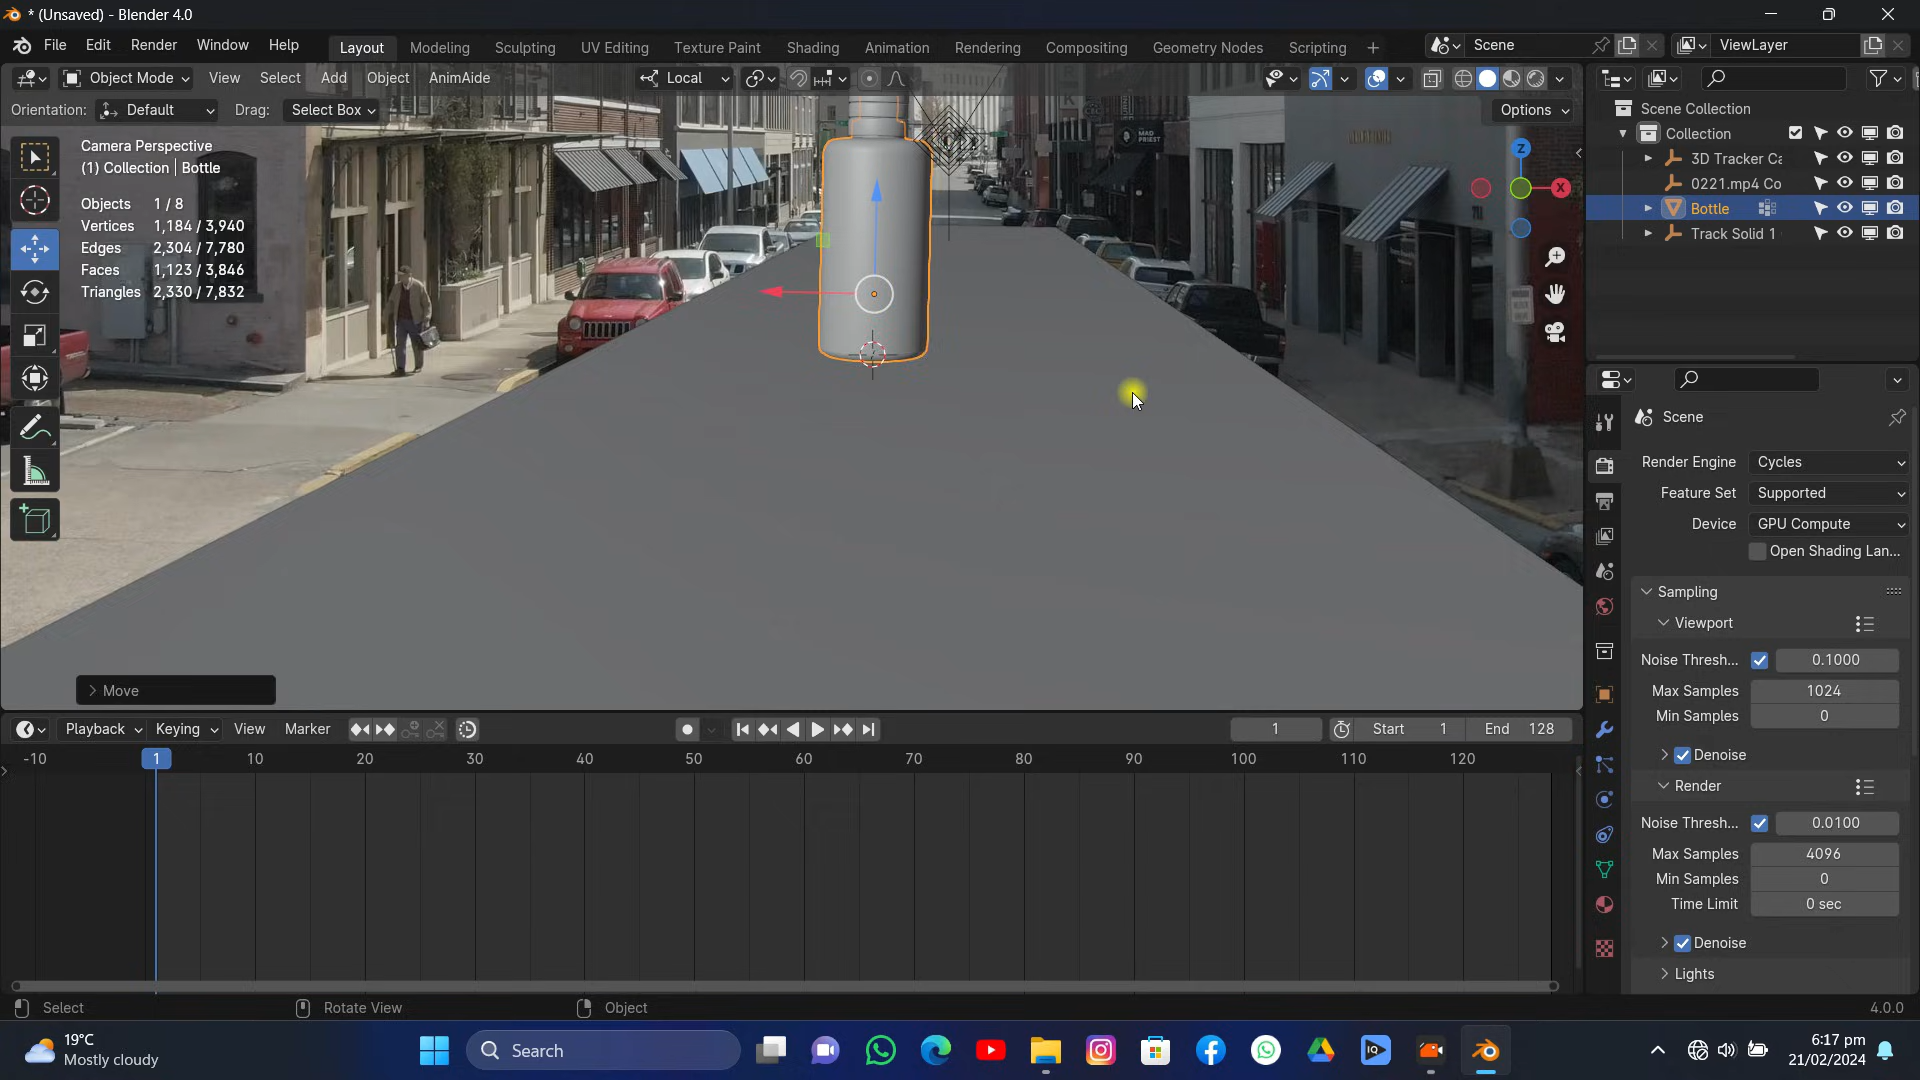 * (Unsaved) - Blender 4.0
File Edit Render Window Help Layout Modeling Sculpting UV Editing Texture Paint Shading Animation Rendering Compositing Geometry Nodes Scripting + Scene ViewLayer
Object Mode View Select Add Object AnimAide Local
Orientation: Default Drag: Select Box Options
Camera Perspective
(1) Collection | Bottle
Objects 1 / 8
Vertices 1,184 / 3,940
Edges 2,304 / 7,780
Faces 1,123 / 3,846
Triangles 2,330 / 7,832
MAD
PRIEST
Z
X
> Move
Scene Collection
Collection
3D Tracker Ca
0221.mp4 Co
Bottle
Track Solid 1
Scene
Render Engine Cycles
Feature Set Supported
Device GPU Compute
Open Shading Lan...
Sampling
Viewport
Noise Thresh... 0.1000
Max Samples 1024
Min Samples 0
Denoise
Render
Noise Thresh... 0.0100
Max Samples 4096
Min Samples 0
Time Limit 0 sec
Denoise
Lights
Playback Keying View Marker 1 Start 1 End 128
-10 1 10 20 30 40 50 60 70 80 90 100 110 120
Select Rotate View Object 4.0.0
19°C
Mostly cloudy
Search
6:17 pm
21/02/2024